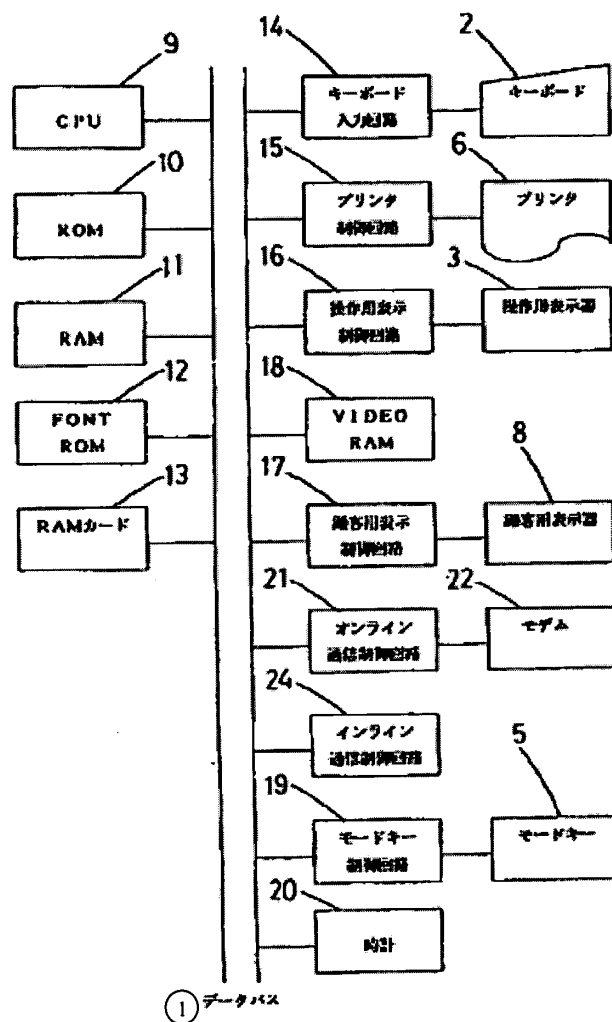 9
CPU
10
ROM
11
RAM
12
FONT
ROM
13
RAMカード
14
キーボード
入力回路
2
キーボード
15
プリンタ
制御回路
6
プリンタ
16
操作用表示
制御回路
3
操作用表示器
18
VIDEO
RAM
17
顧客用表示
制御回路
8
顧客用表示器
21
オンライン
通信制御回路
22
モデム
24
インライン
通信制御回路
19
モードキー
制御回路
5
モードキー
20
時計
① データバス